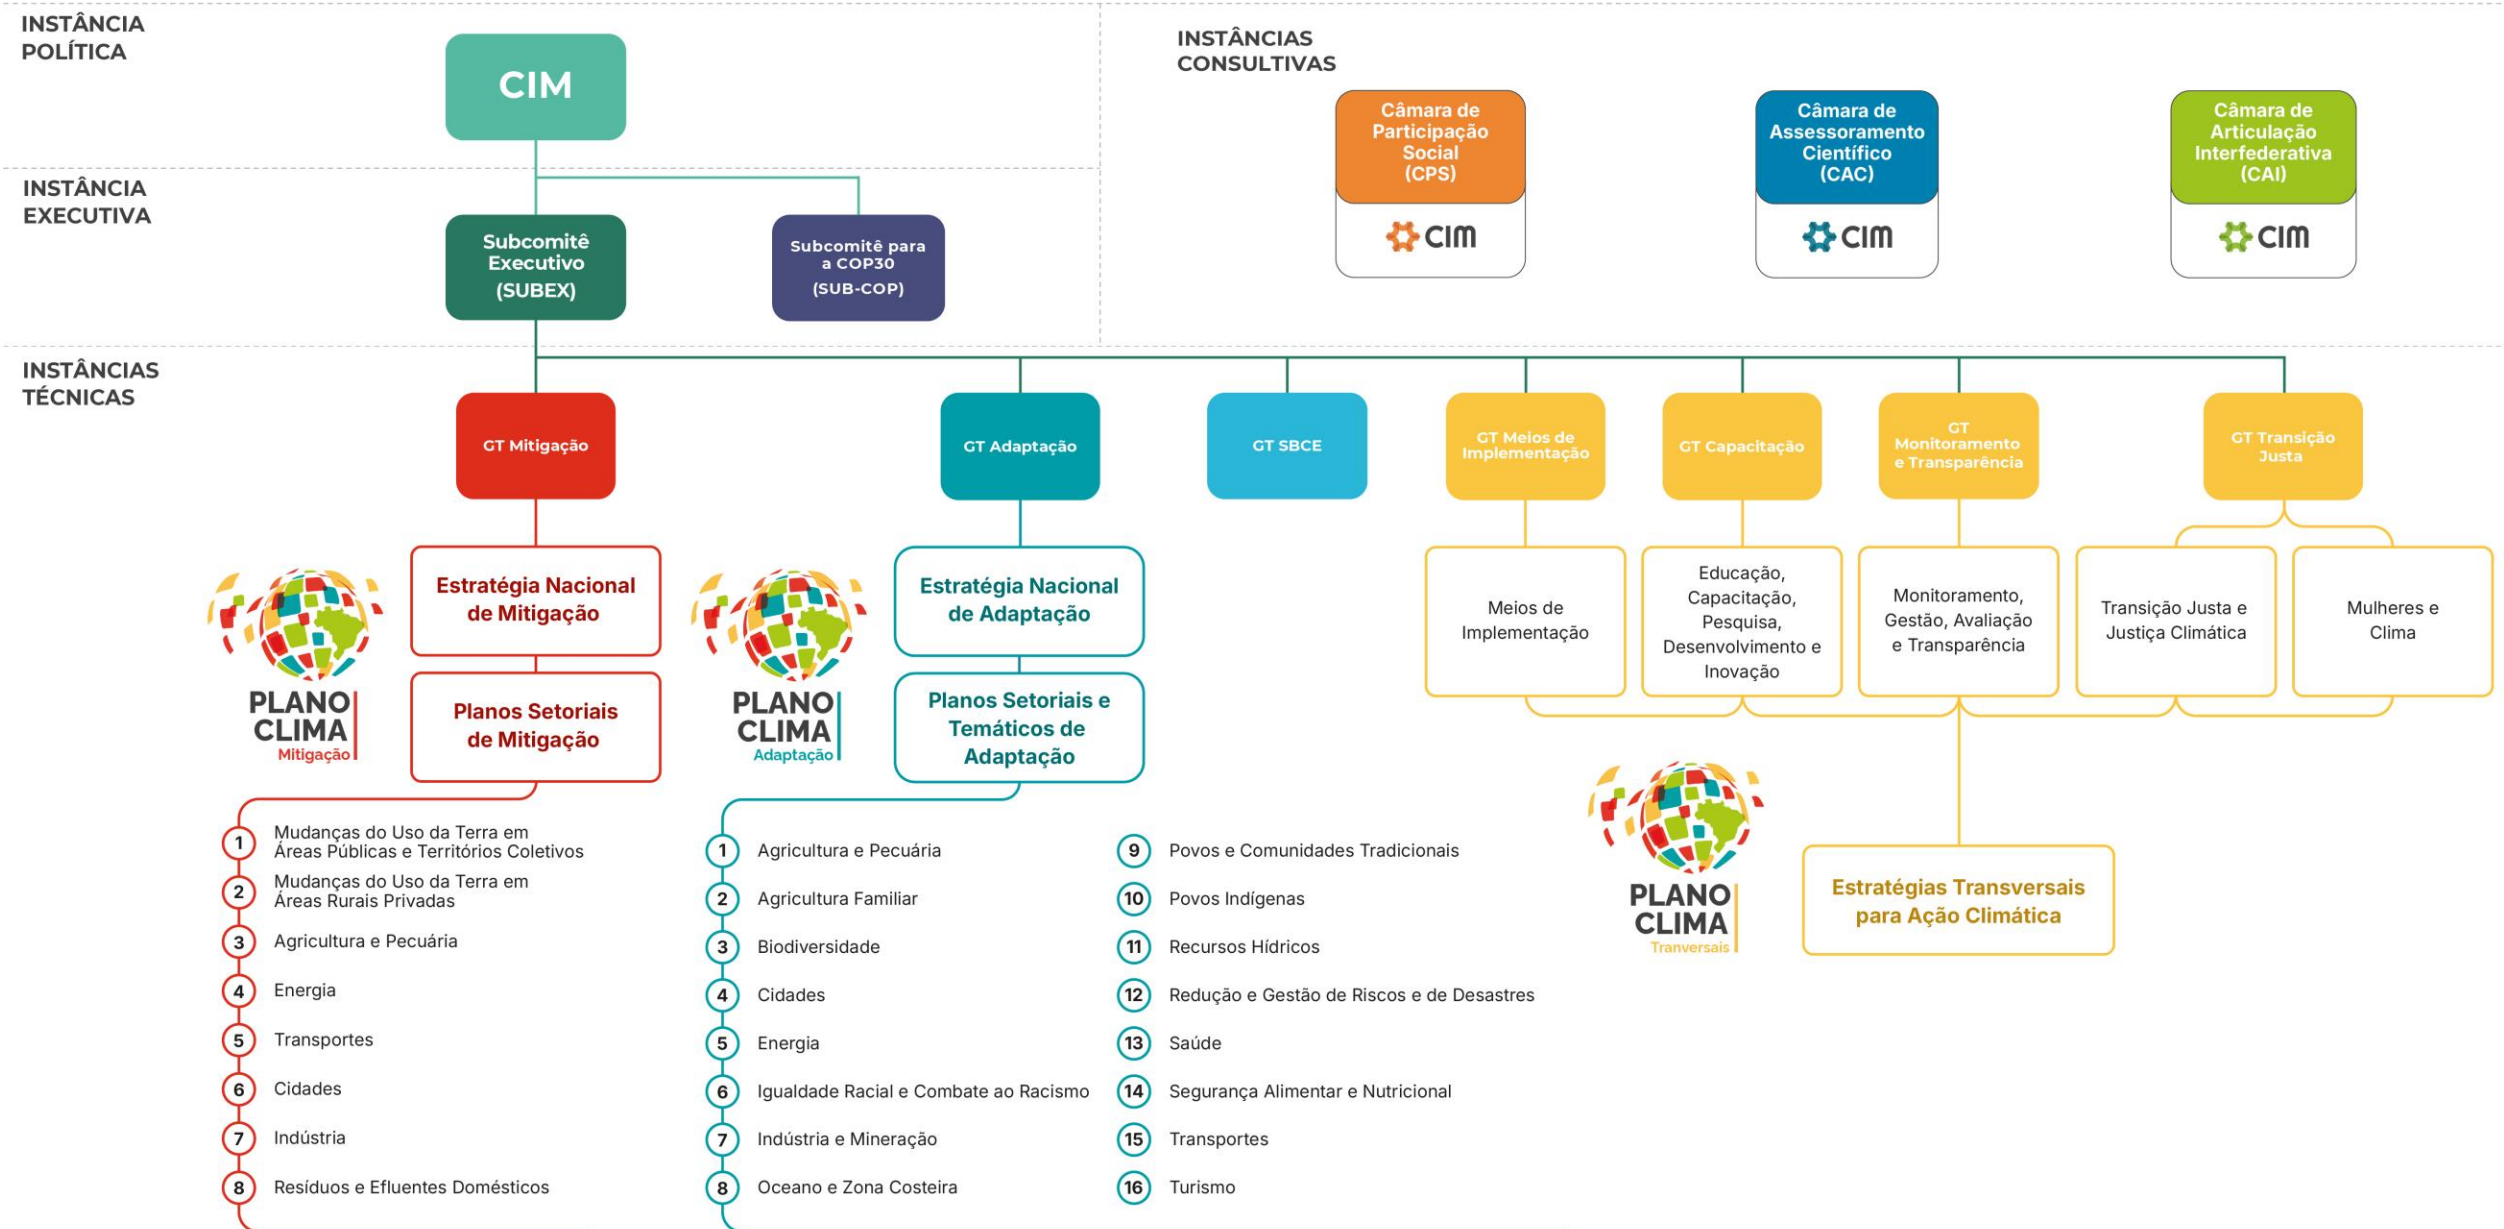 INSTÂNCIA
POLÍTICA
CIM
INSTÂNCIAS
CONSULTIVAS
Câmara de
Participação
Social
(CPS)
CIM
Câmara de
Assessoramento
Científico
(CAC)
CIM
Câmara de
Articulação
Interfederativa
(CAI)
CIM
INSTÂNCIA
EXECUTIVA
Subcomitê
Executivo
(SUBEX)
Subcomitê para
a COP30
(SUB-COP)
INSTÂNCIAS
TÉCNICAS
GT Mitigação
GT Adaptação
GT SBCE
GT Meios de
Implementação
GT Capacitação
GT
Monitoramento
e Transparência
GT Transição
Justa
Estratégia Nacional
de Mitigação
Planos Setoriais
de Mitigação
PLANO
CLIMA
Mitigação
1 Mudanças do Uso da Terra em
Áreas Públicas e Territórios Coletivos
2 Mudanças do Uso da Terra em
Áreas Rurais Privadas
3 Agricultura e Pecuária
4 Energia
5 Transportes
6 Cidades
7 Indústria
8 Resíduos e Efluentes Domésticos
Estratégia Nacional
de Adaptação
Planos Setoriais e
Temáticos de
Adaptação
PLANO
CLIMA
Adaptação
1 Agricultura e Pecuária
2 Agricultura Familiar
3 Biodiversidade
4 Cidades
5 Energia
6 Igualdade Racial e Combate ao Racismo
7 Indústria e Mineração
8 Oceano e Zona Costeira
9 Povos e Comunidades Tradicionais
10 Povos Indígenas
11 Recursos Hídricos
12 Redução e Gestão de Riscos e de Desastres
13 Saúde
14 Segurança Alimentar e Nutricional
15 Transportes
16 Turismo
Meios de
Implementação
Educação,
Capacitação,
Pesquisa,
Desenvolvimento e
Inovação
Monitoramento,
Gestão, Avaliação
e Transparência
Transição Justa e
Justiça Climática
Mulheres e
Clima
PLANO
CLIMA
Tranversais
Estratégias Transversais
para Ação Climática